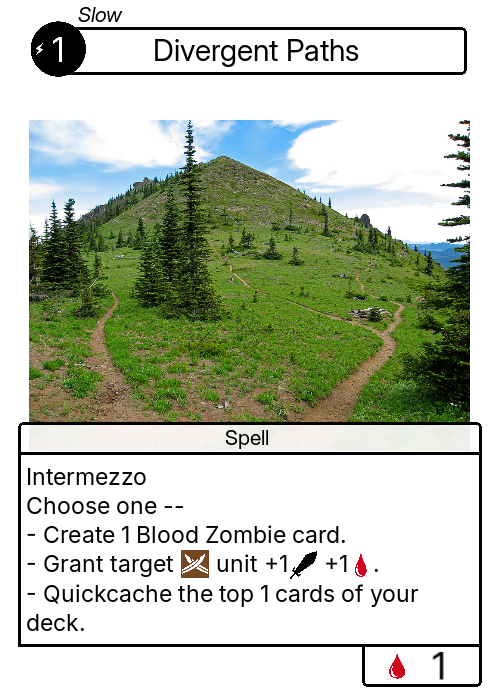 Slow
1 Divergent Paths
Spell
Intermezzo
Choose one --
- Create 1 Blood Zombie card.
- Grant target unit +1 +1 .
- Quickcache the top 1 cards of your
deck.
1